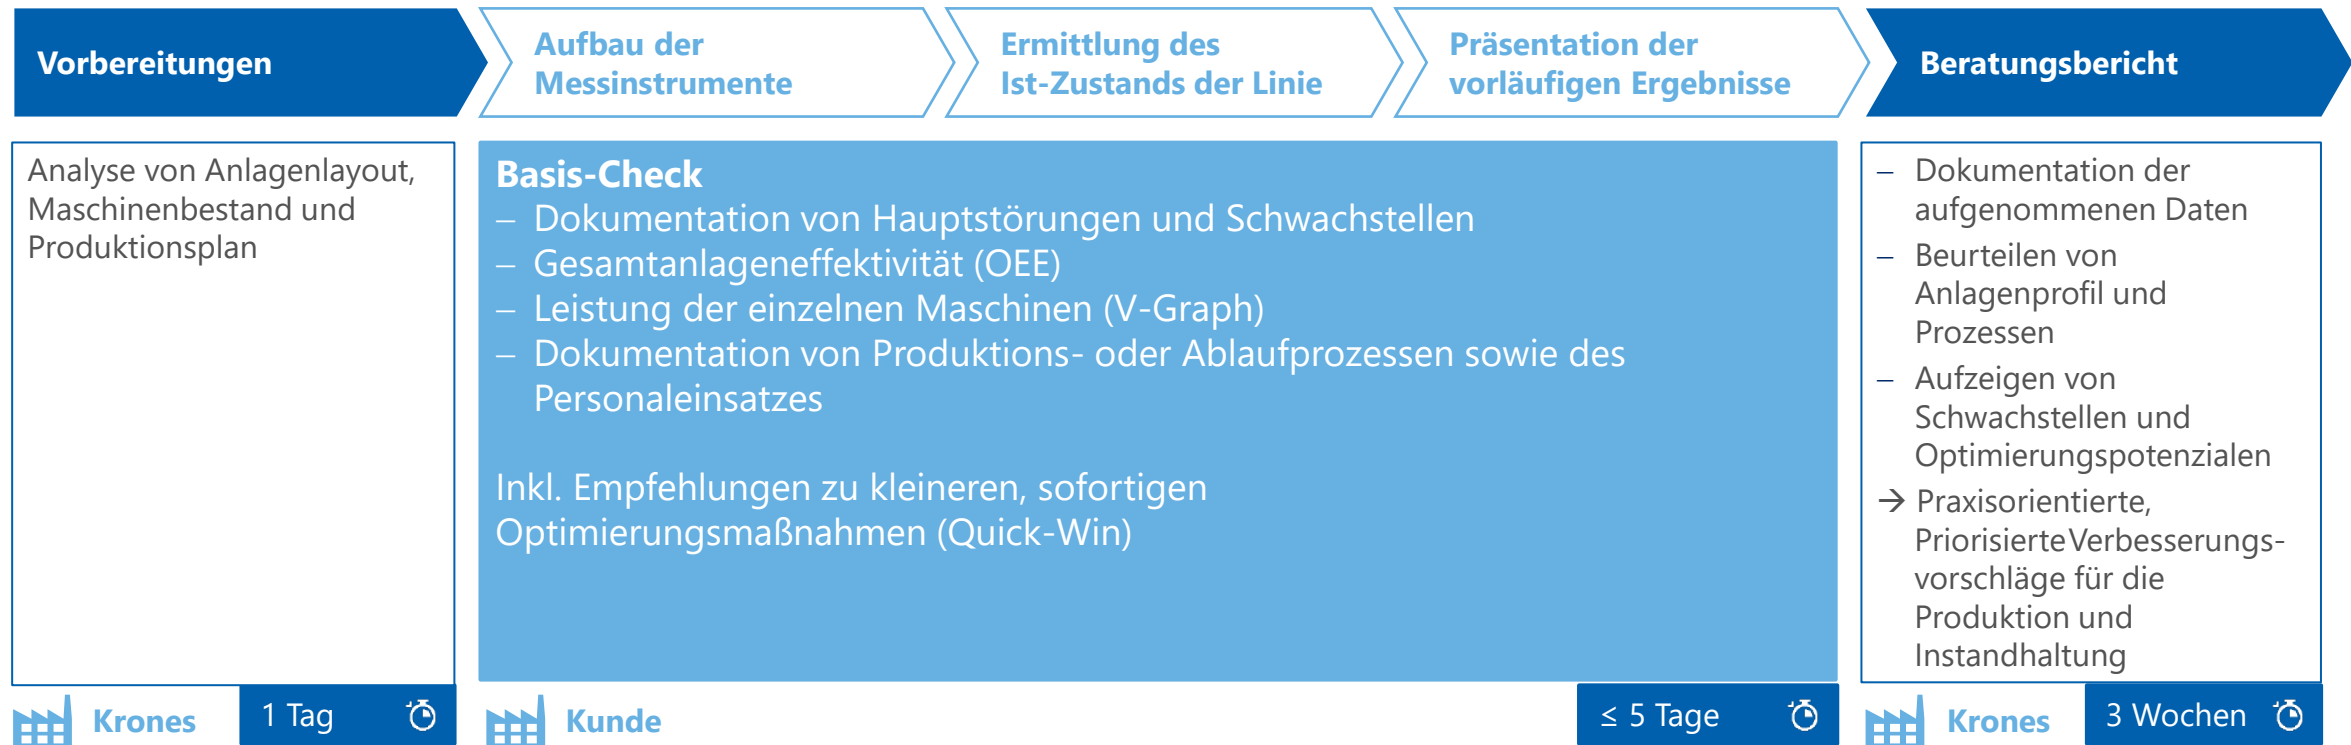 Vorbereitungen
Aufbau der
Messinstrumente
Ermittlung des
Ist-Zustands der Linie
Präsentation der
vorläufigen Ergebnisse
Beratungsbericht
Analyse von Anlagenlayout,
Maschinenbestand und
Produktionsplan
Basis-Check
– Dokumentation von Hauptstörungen und Schwachstellen
– Gesamtanlageneffektivität (OEE)
– Leistung der einzelnen Maschinen (V-Graph)
– Dokumentation von Produktions- oder Ablaufprozessen sowie des
Personaleinsatzes
Inkl. Empfehlungen zu kleineren, sofortigen
Optimierungsmaßnahmen (Quick-Win)
– Dokumentation der
aufgenommenen Daten
– Beurteilen von
Anlagenprofil und
Prozessen
– Aufzeigen von
Schwachstellen und
Optimierungspotenzialen
→ Praxisorientierte,
Priorisierte Verbesserungs-
vorschläge für die
Produktion und
Instandhaltung
Krones
1 Tag
Kunde
≤ 5 Tage
Krones
3 Wochen